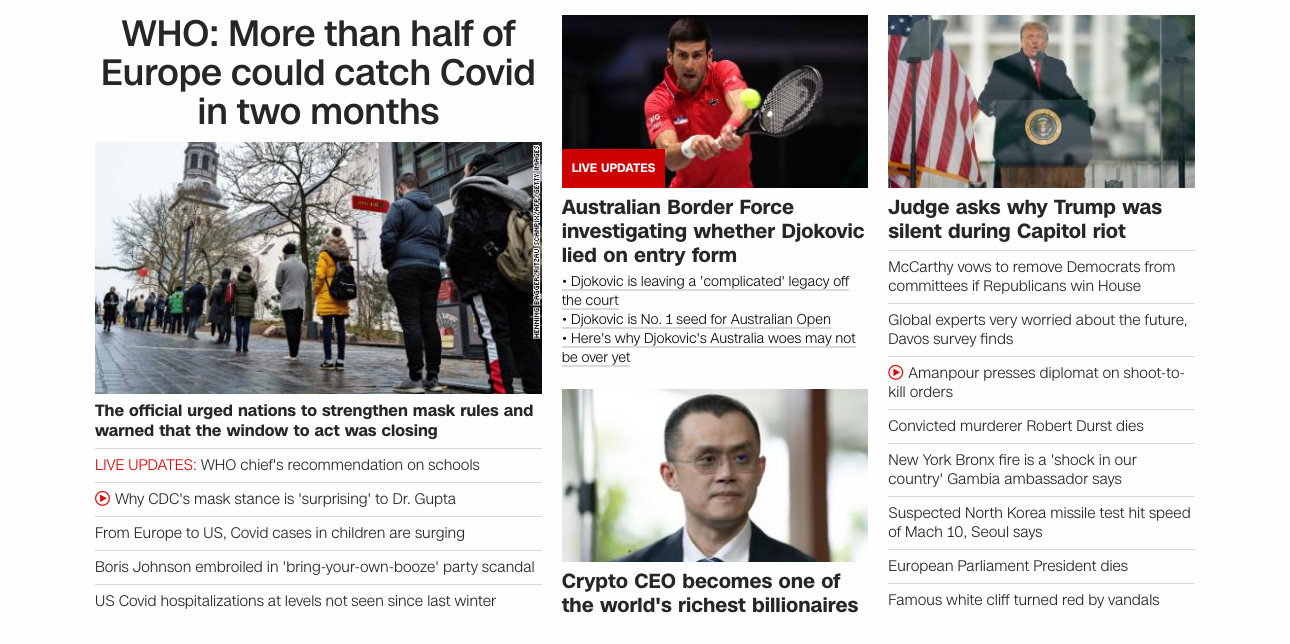 WHO: More than half of
Europe could catch Covid
in two months
HENNING BAGGER/RITZAU SCANPIX/AFP/GETTY IMAGES
The official urged nations to strengthen mask rules and
warned that the window to act was closing
LIVE UPDATES: WHO chief's recommendation on schools
Why CDC's mask stance is 'surprising' to Dr. Gupta
From Europe to US, Covid cases in children are surging
Boris Johnson embroiled in 'bring-your-own-booze' party scandal
US Covid hospitalizations at levels not seen since last winter
LIVE UPDATES
Australian Border Force
investigating whether Djokovic
lied on entry form
• Djokovic is leaving a 'complicated' legacy off
the court
• Djokovic is No. 1 seed for Australian Open
• Here's why Djokovic's Australia woes may not
be over yet
Crypto CEO becomes one of
the world's richest billionaires
Judge asks why Trump was
silent during Capitol riot
McCarthy vows to remove Democrats from
committees if Republicans win House
Global experts very worried about the future,
Davos survey finds
Amanpour presses diplomat on shoot-to-
kill orders
Convicted murderer Robert Durst dies
New York Bronx fire is a 'shock in our
country' Gambia ambassador says
Suspected North Korea missile test hit speed
of Mach 10, Seoul says
European Parliament President dies
Famous white cliff turned red by vandals